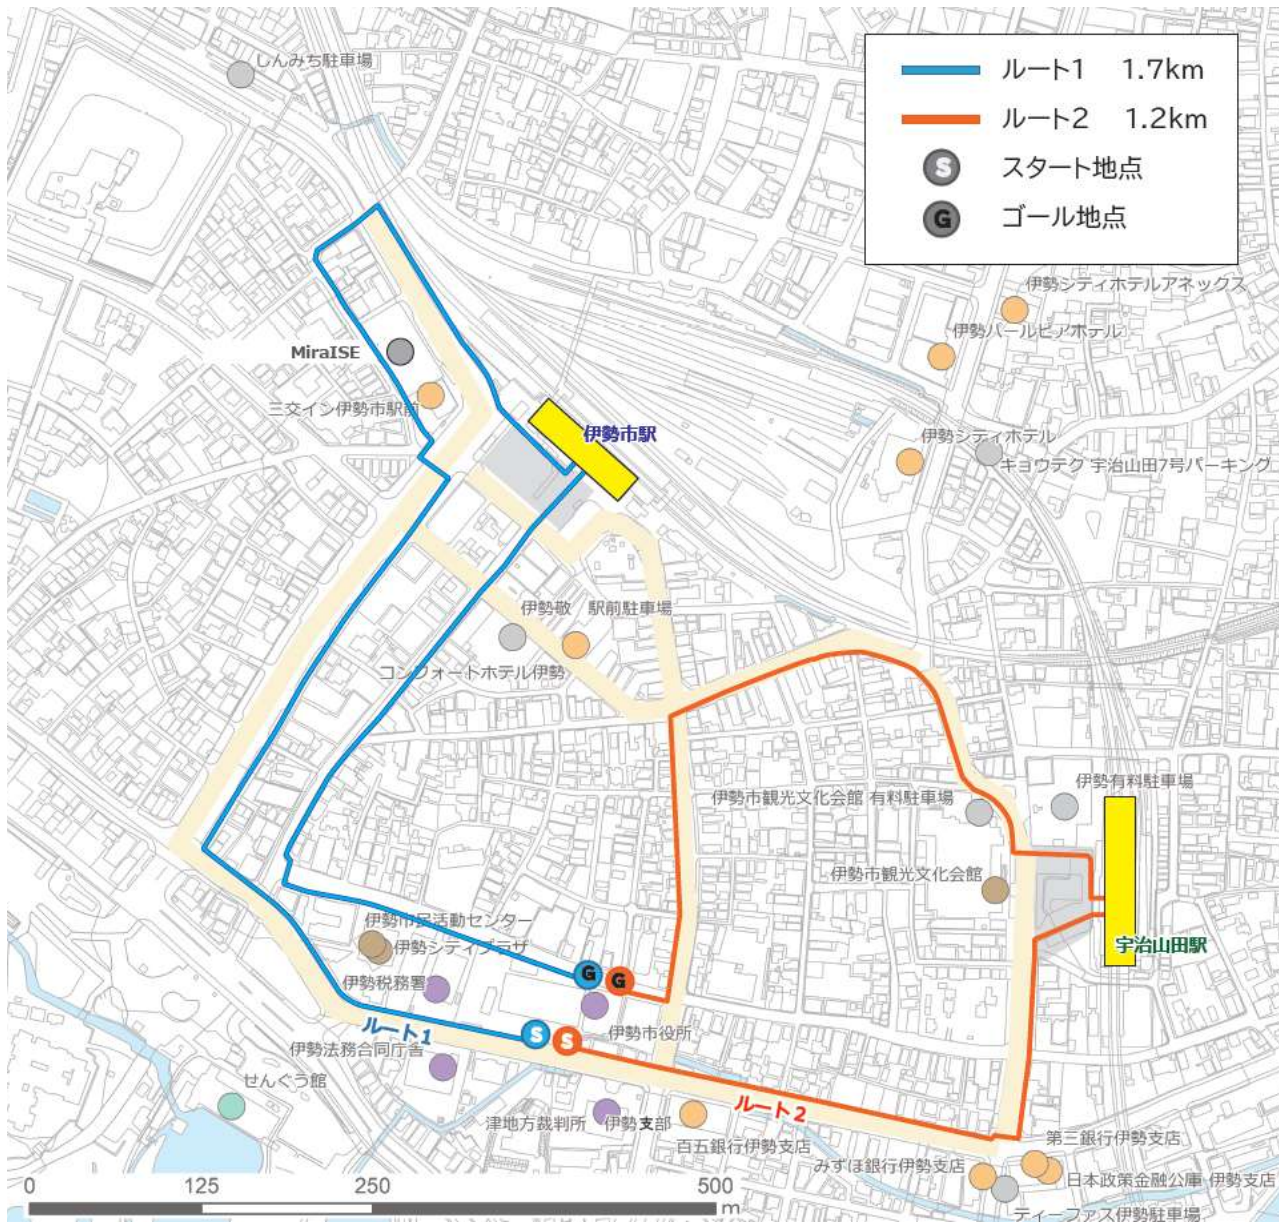 しんみち駐車場
ルート1 1.7km
ルート2 1.2km
S スタート地点
G ゴール地点
伊勢シティホテルアネックス
伊勢パールピアホテル
MiraISE
三交イン伊勢市駅前
伊勢市駅
伊勢シティホテル
キョウテク 宇治山田7号パーキング
伊勢敬 駅前駐車場
コンフォートホテル伊勢
伊勢有料駐車場
伊勢市観光文化会館 有料駐車場
伊勢市観光文化会館
伊勢市民活動センター
伊勢シティプラザ
宇治山田駅
伊勢税務署
G
G
ルート1
S
S
伊勢市役所
伊勢法務合同庁舎
せんぐう館
ルート2
津地方裁判所 伊勢支部
百五銀行伊勢支店
第三銀行伊勢支店
みずほ銀行伊勢支店
日本政策金融公庫 伊勢支店
ティーファス伊勢駐車場
0 125 250 500
m